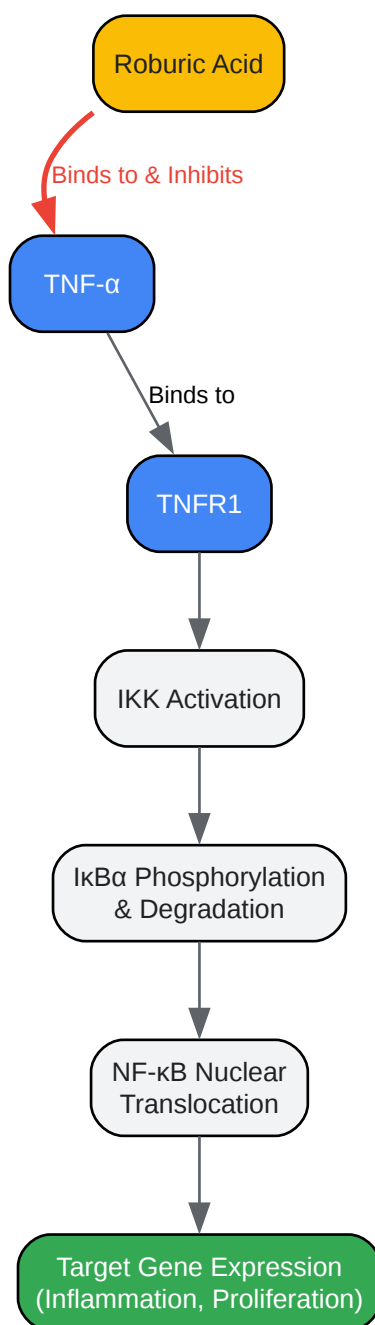 Roburic Acid
Binds to & Inhibits
TNF-α
Binds to
TNFR1
IKK Activation
IκBα Phosphorylation
& Degradation
NF-κB Nuclear
Translocation
Target Gene Expression
(Inflammation, Proliferation)